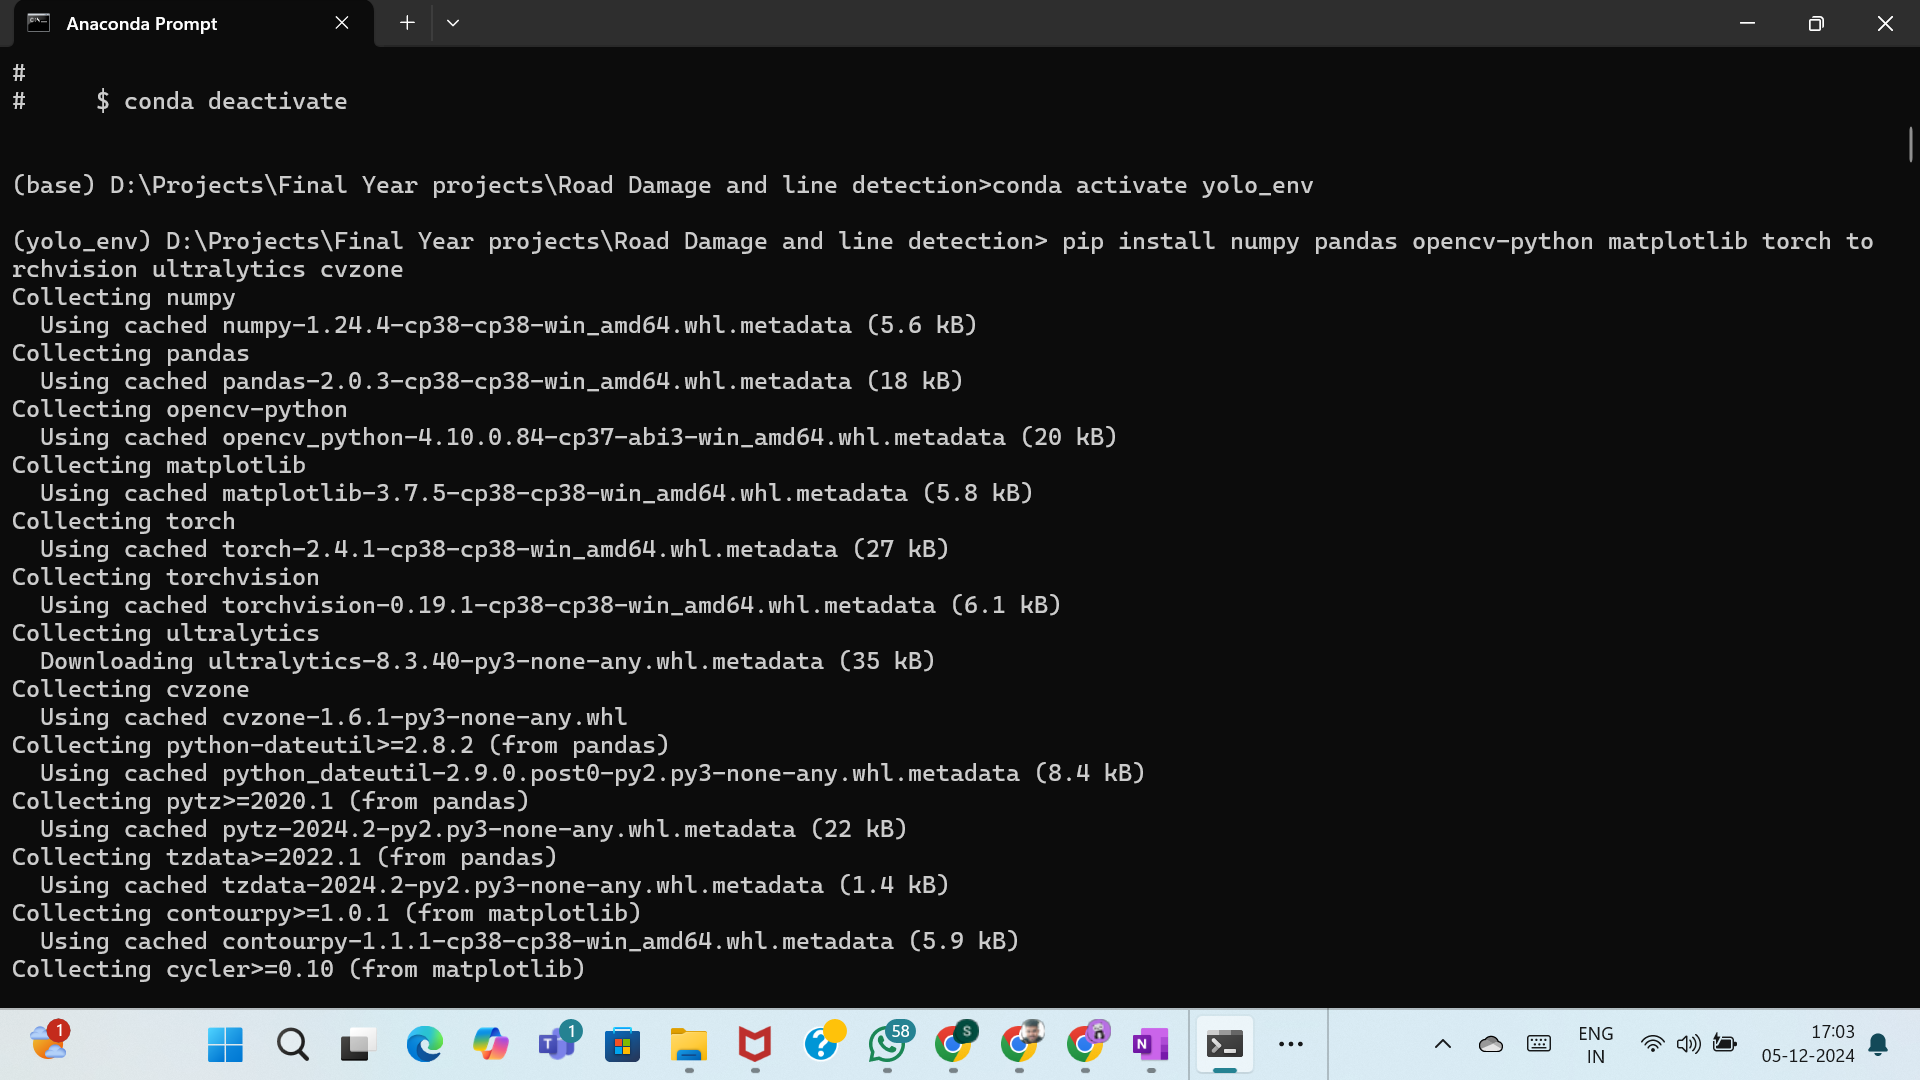 Anaconda Prompt
#
#     $ conda deactivate
(base) D:\Projects\Final Year projects\Road Damage and line detection>conda activate yolo_env
(yolo_env) D:\Projects\Final Year projects\Road Damage and line detection> pip install numpy pandas opencv-python matplotlib torch to
rchvision ultralytics cvzone
Collecting numpy
  Using cached numpy-1.24.4-cp38-cp38-win_amd64.whl.metadata (5.6 kB)
Collecting pandas
  Using cached pandas-2.0.3-cp38-cp38-win_amd64.whl.metadata (18 kB)
Collecting opencv-python
  Using cached opencv_python-4.10.0.84-cp37-abi3-win_amd64.whl.metadata (20 kB)
Collecting matplotlib
  Using cached matplotlib-3.7.5-cp38-cp38-win_amd64.whl.metadata (5.8 kB)
Collecting torch
  Using cached torch-2.4.1-cp38-cp38-win_amd64.whl.metadata (27 kB)
Collecting torchvision
  Using cached torchvision-0.19.1-cp38-cp38-win_amd64.whl.metadata (6.1 kB)
Collecting ultralytics
  Downloading ultralytics-8.3.40-py3-none-any.whl.metadata (35 kB)
Collecting cvzone
  Using cached cvzone-1.6.1-py3-none-any.whl
Collecting python-dateutil>=2.8.2 (from pandas)
  Using cached python_dateutil-2.9.0.post0-py2.py3-none-any.whl.metadata (8.4 kB)
Collecting pytz>=2020.1 (from pandas)
  Using cached pytz-2024.2-py2.py3-none-any.whl.metadata (22 kB)
Collecting tzdata>=2022.1 (from pandas)
  Using cached tzdata-2024.2-py2.py3-none-any.whl.metadata (1.4 kB)
Collecting contourpy>=1.0.1 (from matplotlib)
  Using cached contourpy-1.1.1-cp38-cp38-win_amd64.whl.metadata (5.9 kB)
Collecting cycler>=0.10 (from matplotlib)
1
1
58
S
ENG
IN
17:03
05-12-2024